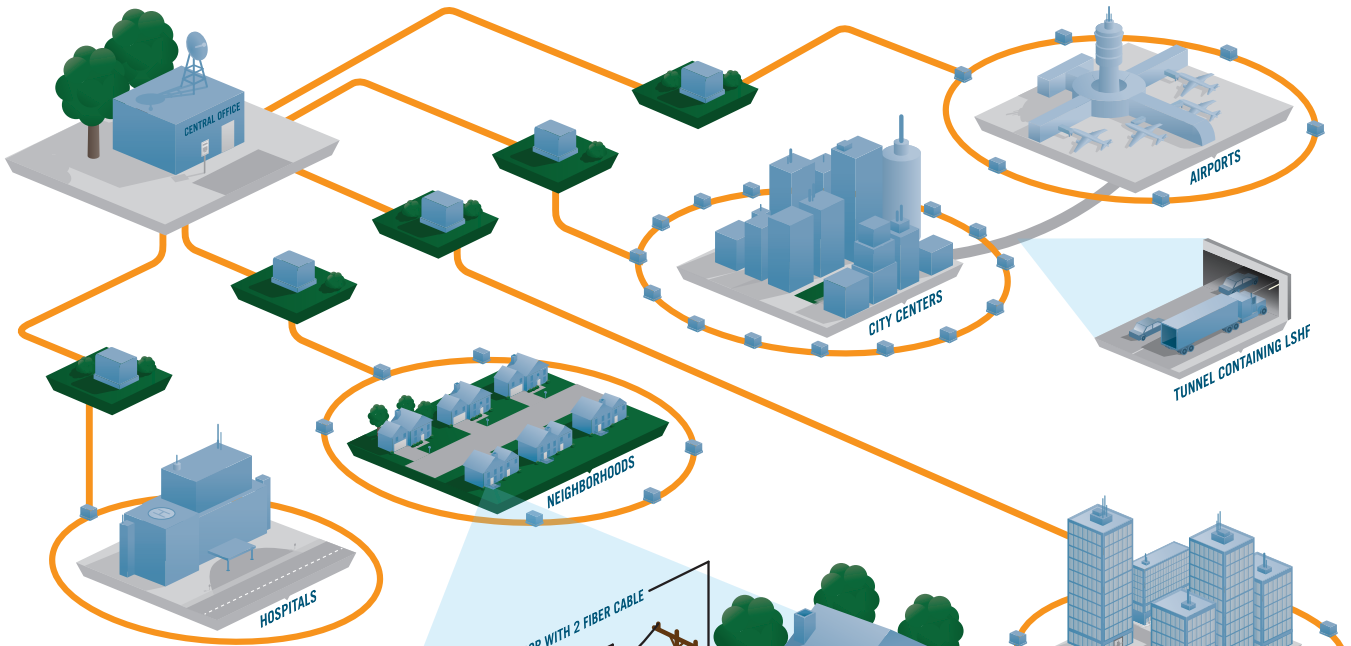 CENTRAL OFFICE
AIRPORTS
CITY CENTERS
TUNNEL CONTAINING LSHF
NEIGHBORHOODS
HOSPITALS
WITH 2 FIBER CABLE